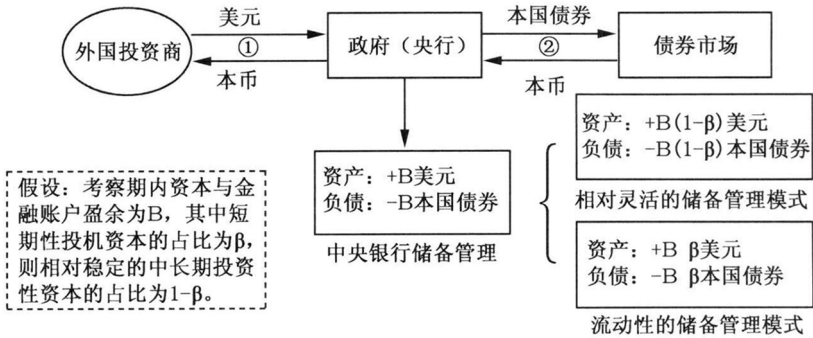 美元
①
本币
外国投资商
政府（央行）
本国债券
②
本币
债券市场
资产：+B美元
负债：-B本国债券
中央银行储备管理
资产：+B(1-β)美元
负债：-B(1-β)本国债券
相对灵活的储备管理模式
资产：+B β美元
负债：-B β本国债券
流动性的储备管理模式
假设：考察期内资本与金
融账户盈余为B，其中短
期性投机资本的占比为β，
则相对稳定的中长期投资
性资本的占比为1-β。